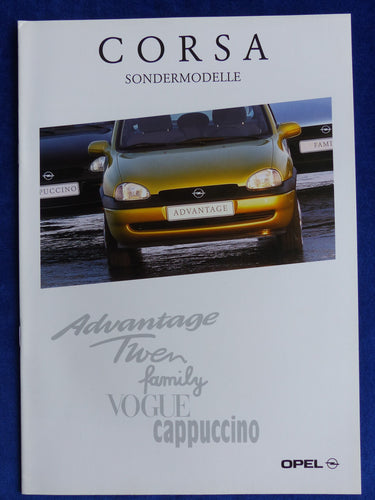 CORSA
SONDERMODELLE
PUCCINO
ADVANTAGE
FAMI
Advantage
Twen
family
VOGUE
cappuccino
OPEL